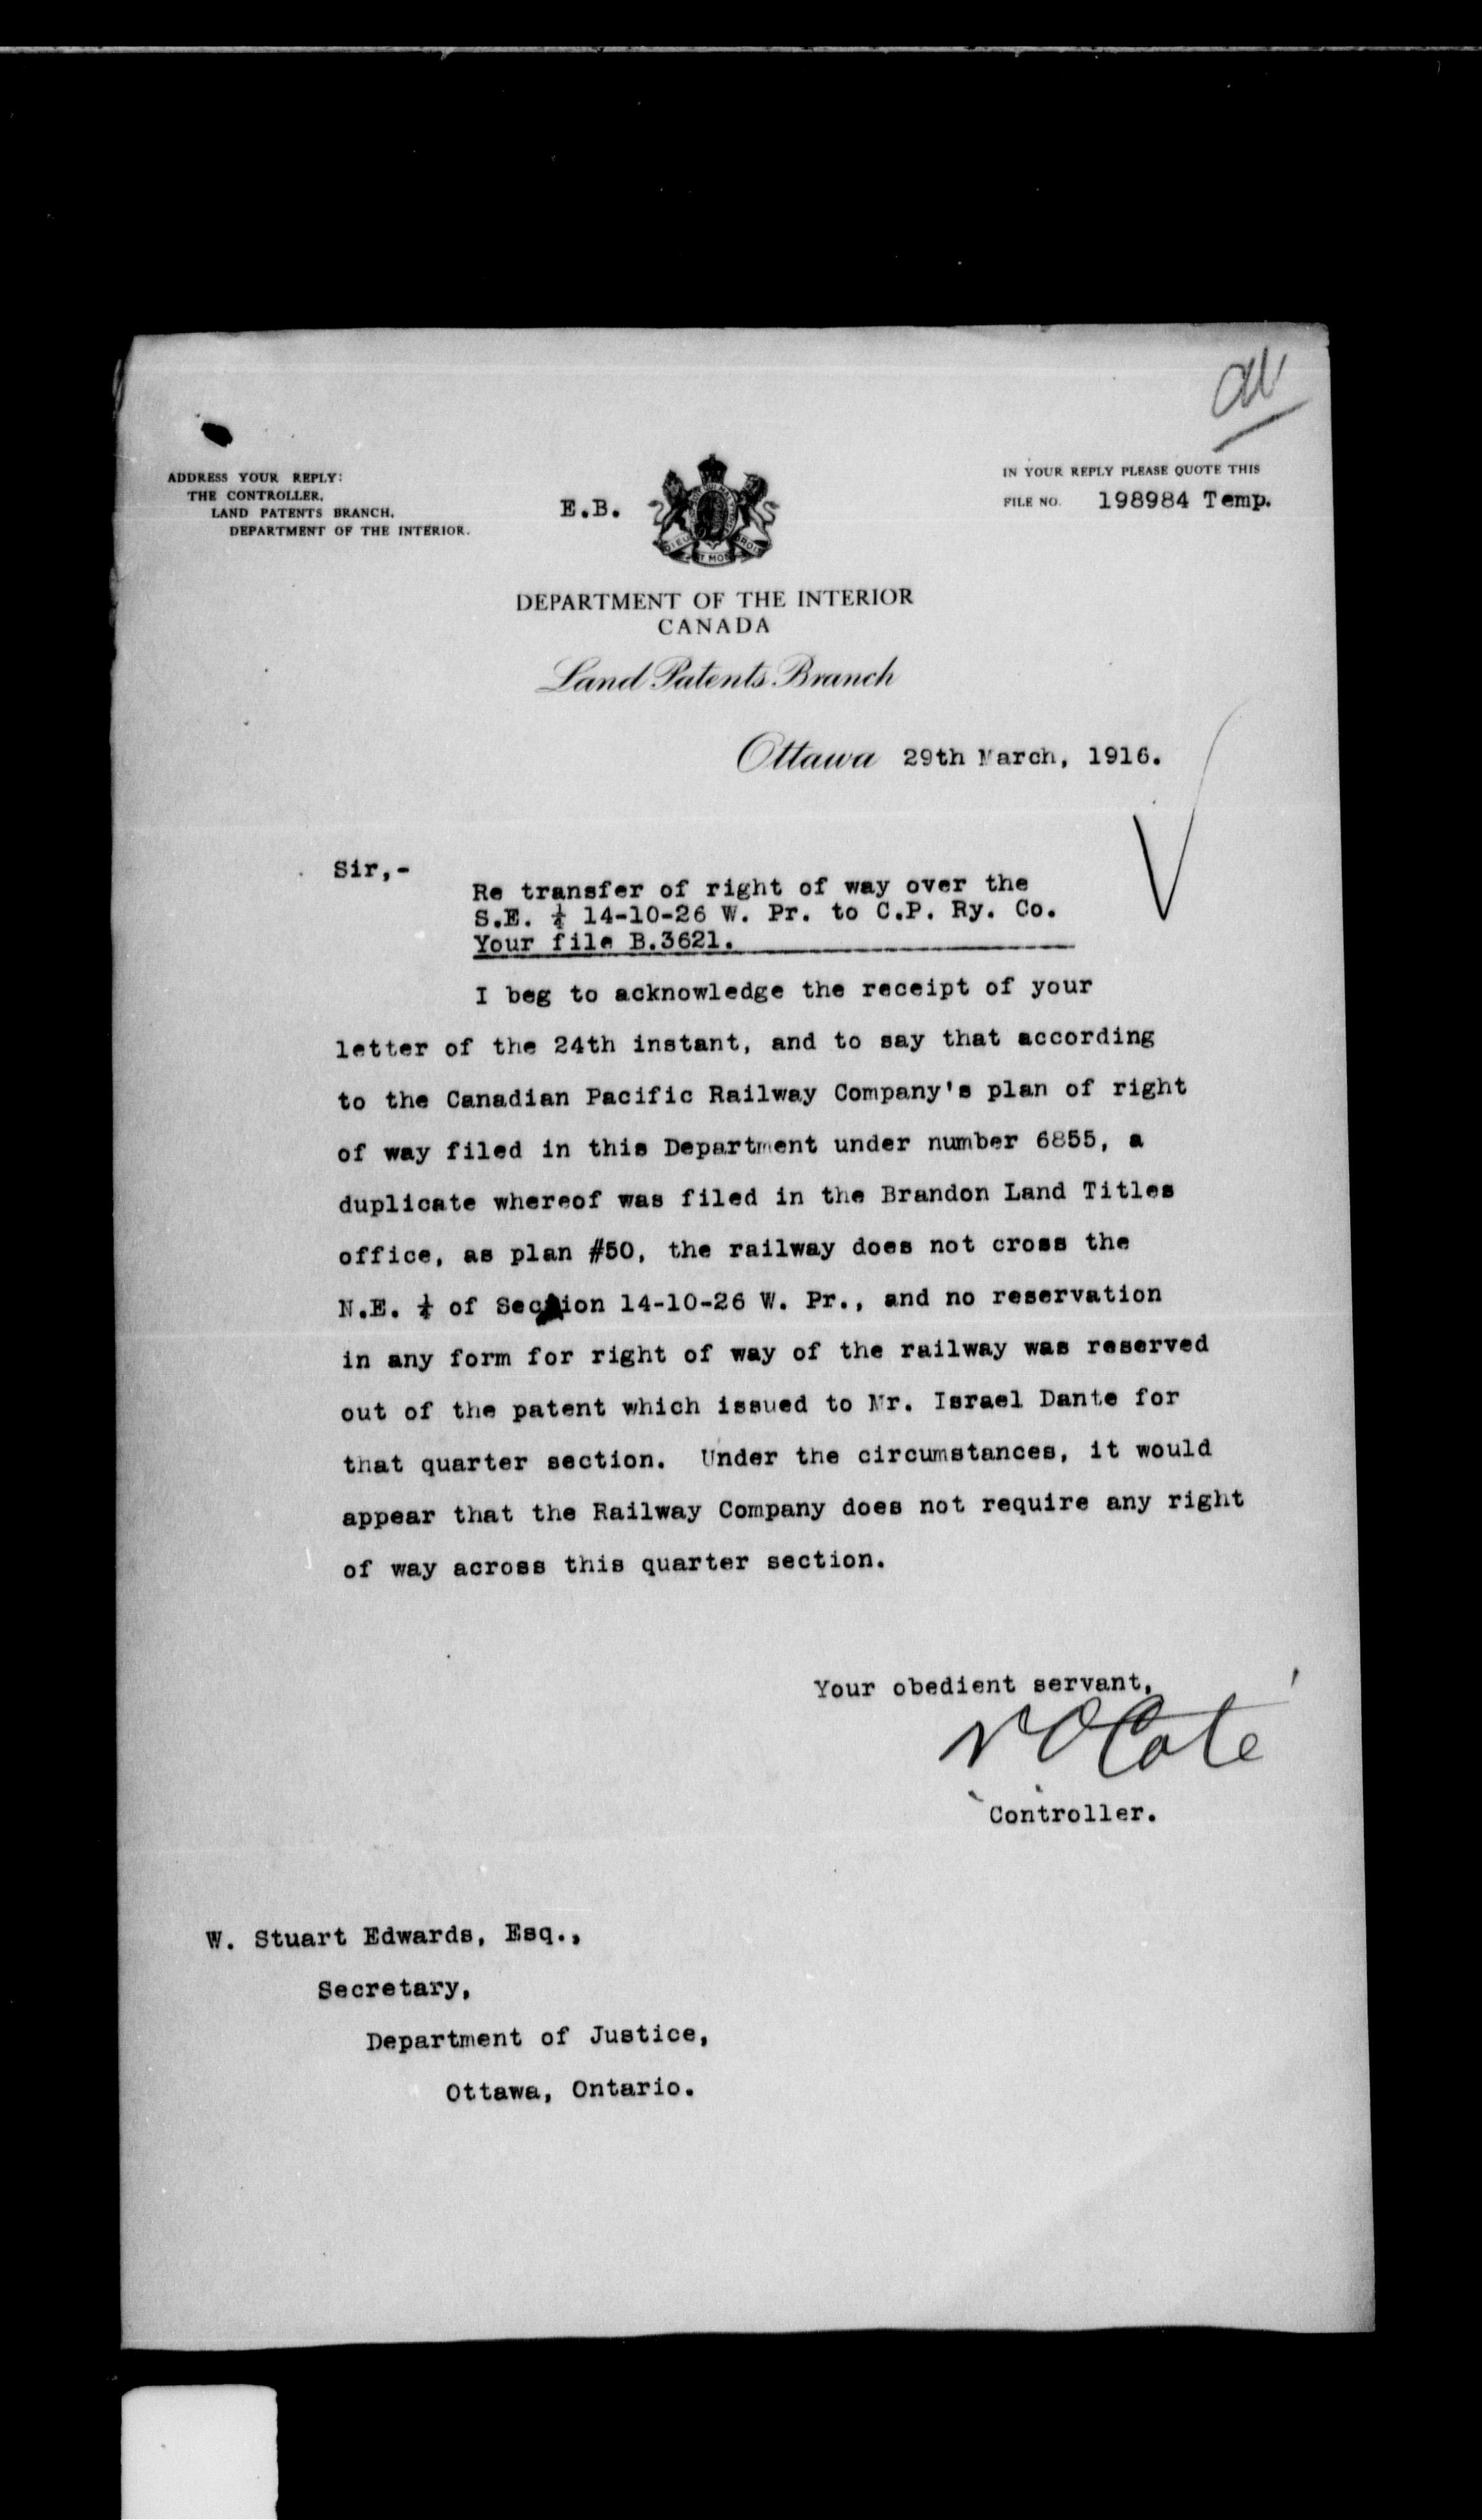 ADDRESS YOUR REPLY:
THE CONTROLLER,
LAND PATENTS BRANCH,
DEPARTMENT OF THE INTERIOR.
E.B.
IN YOUR REPLY PLEASE QUOTE THIS
FILE NO. 198984 Temp.
DEPARTMENT OF THE INTERIOR
CANADA
Land Patents Branch
Ottawa 29th March, 1916.
Sir,-
Re transfer of right of way over the
S.E. ¼ 14-10-26 W. Pr. to C.P. Ry. Co.
Your file B.3621.
I beg to acknowledge the receipt of your
letter of the 24th instant, and to say that according
to the Canadian Pacific Railway Company's plan of right
of way filed in this Department under number 6855, a
duplicate whereof was filed in the Brandon Land Titles
office, as plan #50, the railway does not cross the
N.E. ¼ of Section 14-10-26 W. Pr., and no reservation
in any form for right of way of the railway was reserved
out of the patent which issued to Mr. Israel Dante for
that quarter section. Under the circumstances, it would
appear that the Railway Company does not require any right
of way across this quarter section.
Your obedient servant,
N O Coté
Controller.
W. Stuart Edwards, Esq.,
Secretary,
Department of Justice,
Ottawa, Ontario.